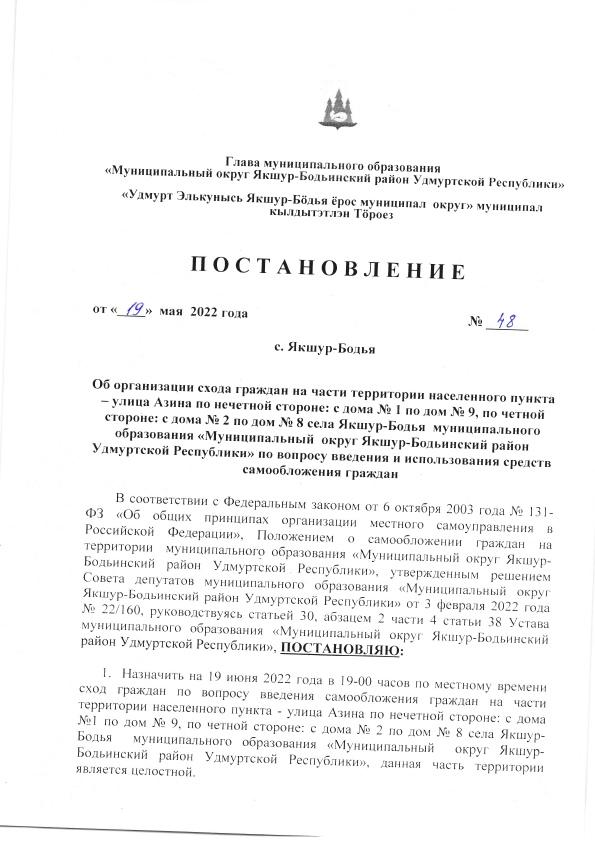 Глава муниципального образования
«Муниципальный округ Якшур-Бодьинский район Удмуртской Республики»
«Удмурт Элькунысь Якшур-Бӧдья ёрос муниципал округ» муниципал
кылдытэтлэн Тӧроез
ПОСТАНОВЛЕНИЕ
от «19» мая 2022 года
№ 48
с. Якшур-Бодья
Об организации схода граждан на части территории населенного пункта
– улица Азина по нечетной стороне: с дома № 1 по дом № 9, по четной
стороне: с дома № 2 по дом № 8 села Якшур-Бодья муниципального
образования «Муниципальный округ Якшур-Бодьинский район
Удмуртской Республики» по вопросу введения и использования средств
самообложения граждан
В соответствии с Федеральным законом от 6 октября 2003 года № 131-
ФЗ «Об общих принципах организации местного самоуправления в
Российской Федерации», Положением о самообложении граждан на
территории муниципального образования «Муниципальный округ Якшур-
Бодьинский район Удмуртской Республики», утвержденным решением
Совета депутатов муниципального образования «Муниципальный округ
Якшур-Бодьинский район Удмуртской Республики» от 3 февраля 2022 года
№ 22/160, руководствуясь статьей 30, абзацем 2 части 4 статьи 38 Устава
муниципального образования «Муниципальный округ Якшур-Бодьинский
район Удмуртской Республики», ПОСТАНОВЛЯЮ:
1. Назначить на 19 июня 2022 года в 19-00 часов по местному времени
сход граждан по вопросу введения самообложения граждан на части
территории населенного пункта - улица Азина по нечетной стороне: с дома
№1 по дом № 9, по четной стороне: с дома № 2 по дом № 8 села Якшур-
Бодья муниципального образования «Муниципальный округ Якшур-
Бодьинский район Удмуртской Республики», данная часть территории
является целостной.